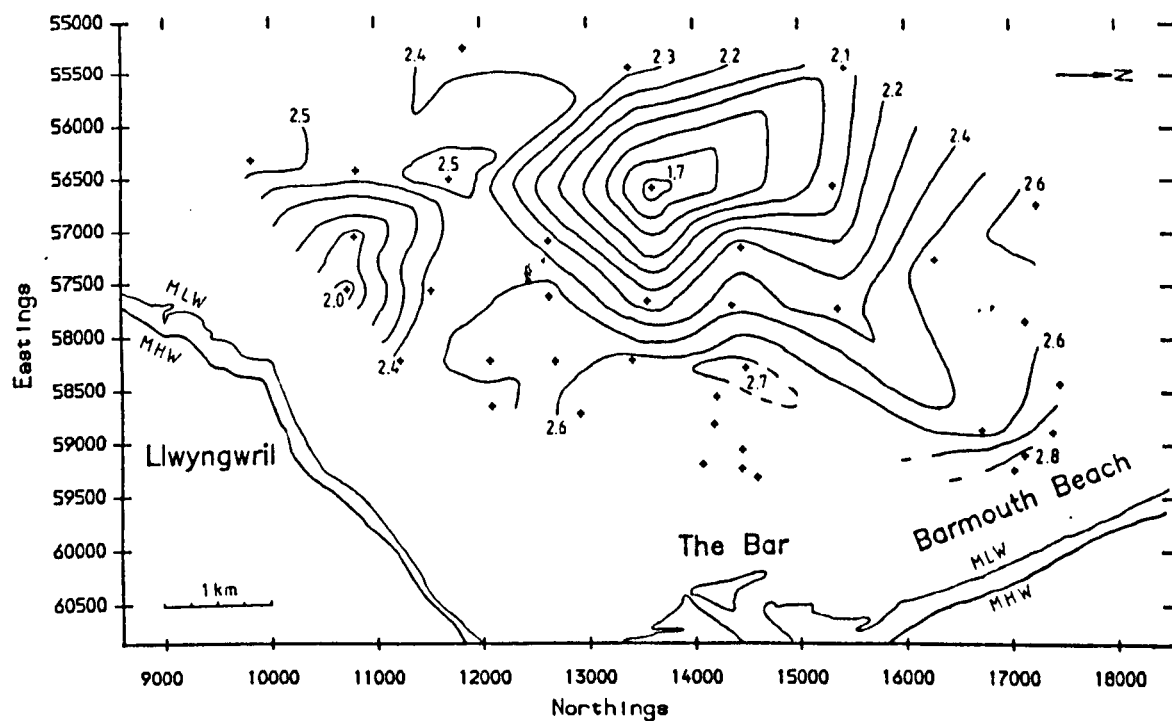 55000
55500
56000
56500
57000
57500
58000
58500
59000
59500
60000
60500
Eastings
2.4
2.3
2.2
2.1
2.2
2.4
2.6
N
2.5
2.5
1.7
2.0
2.4
2.6
2.7
2.6
2.8
MLW
MHW
Llwyngwril
The Bar
Barmouth Beach
MLW
MHW
1 km
9000 10000 11000 12000 13000 14000 15000 16000 17000 18000
Northings